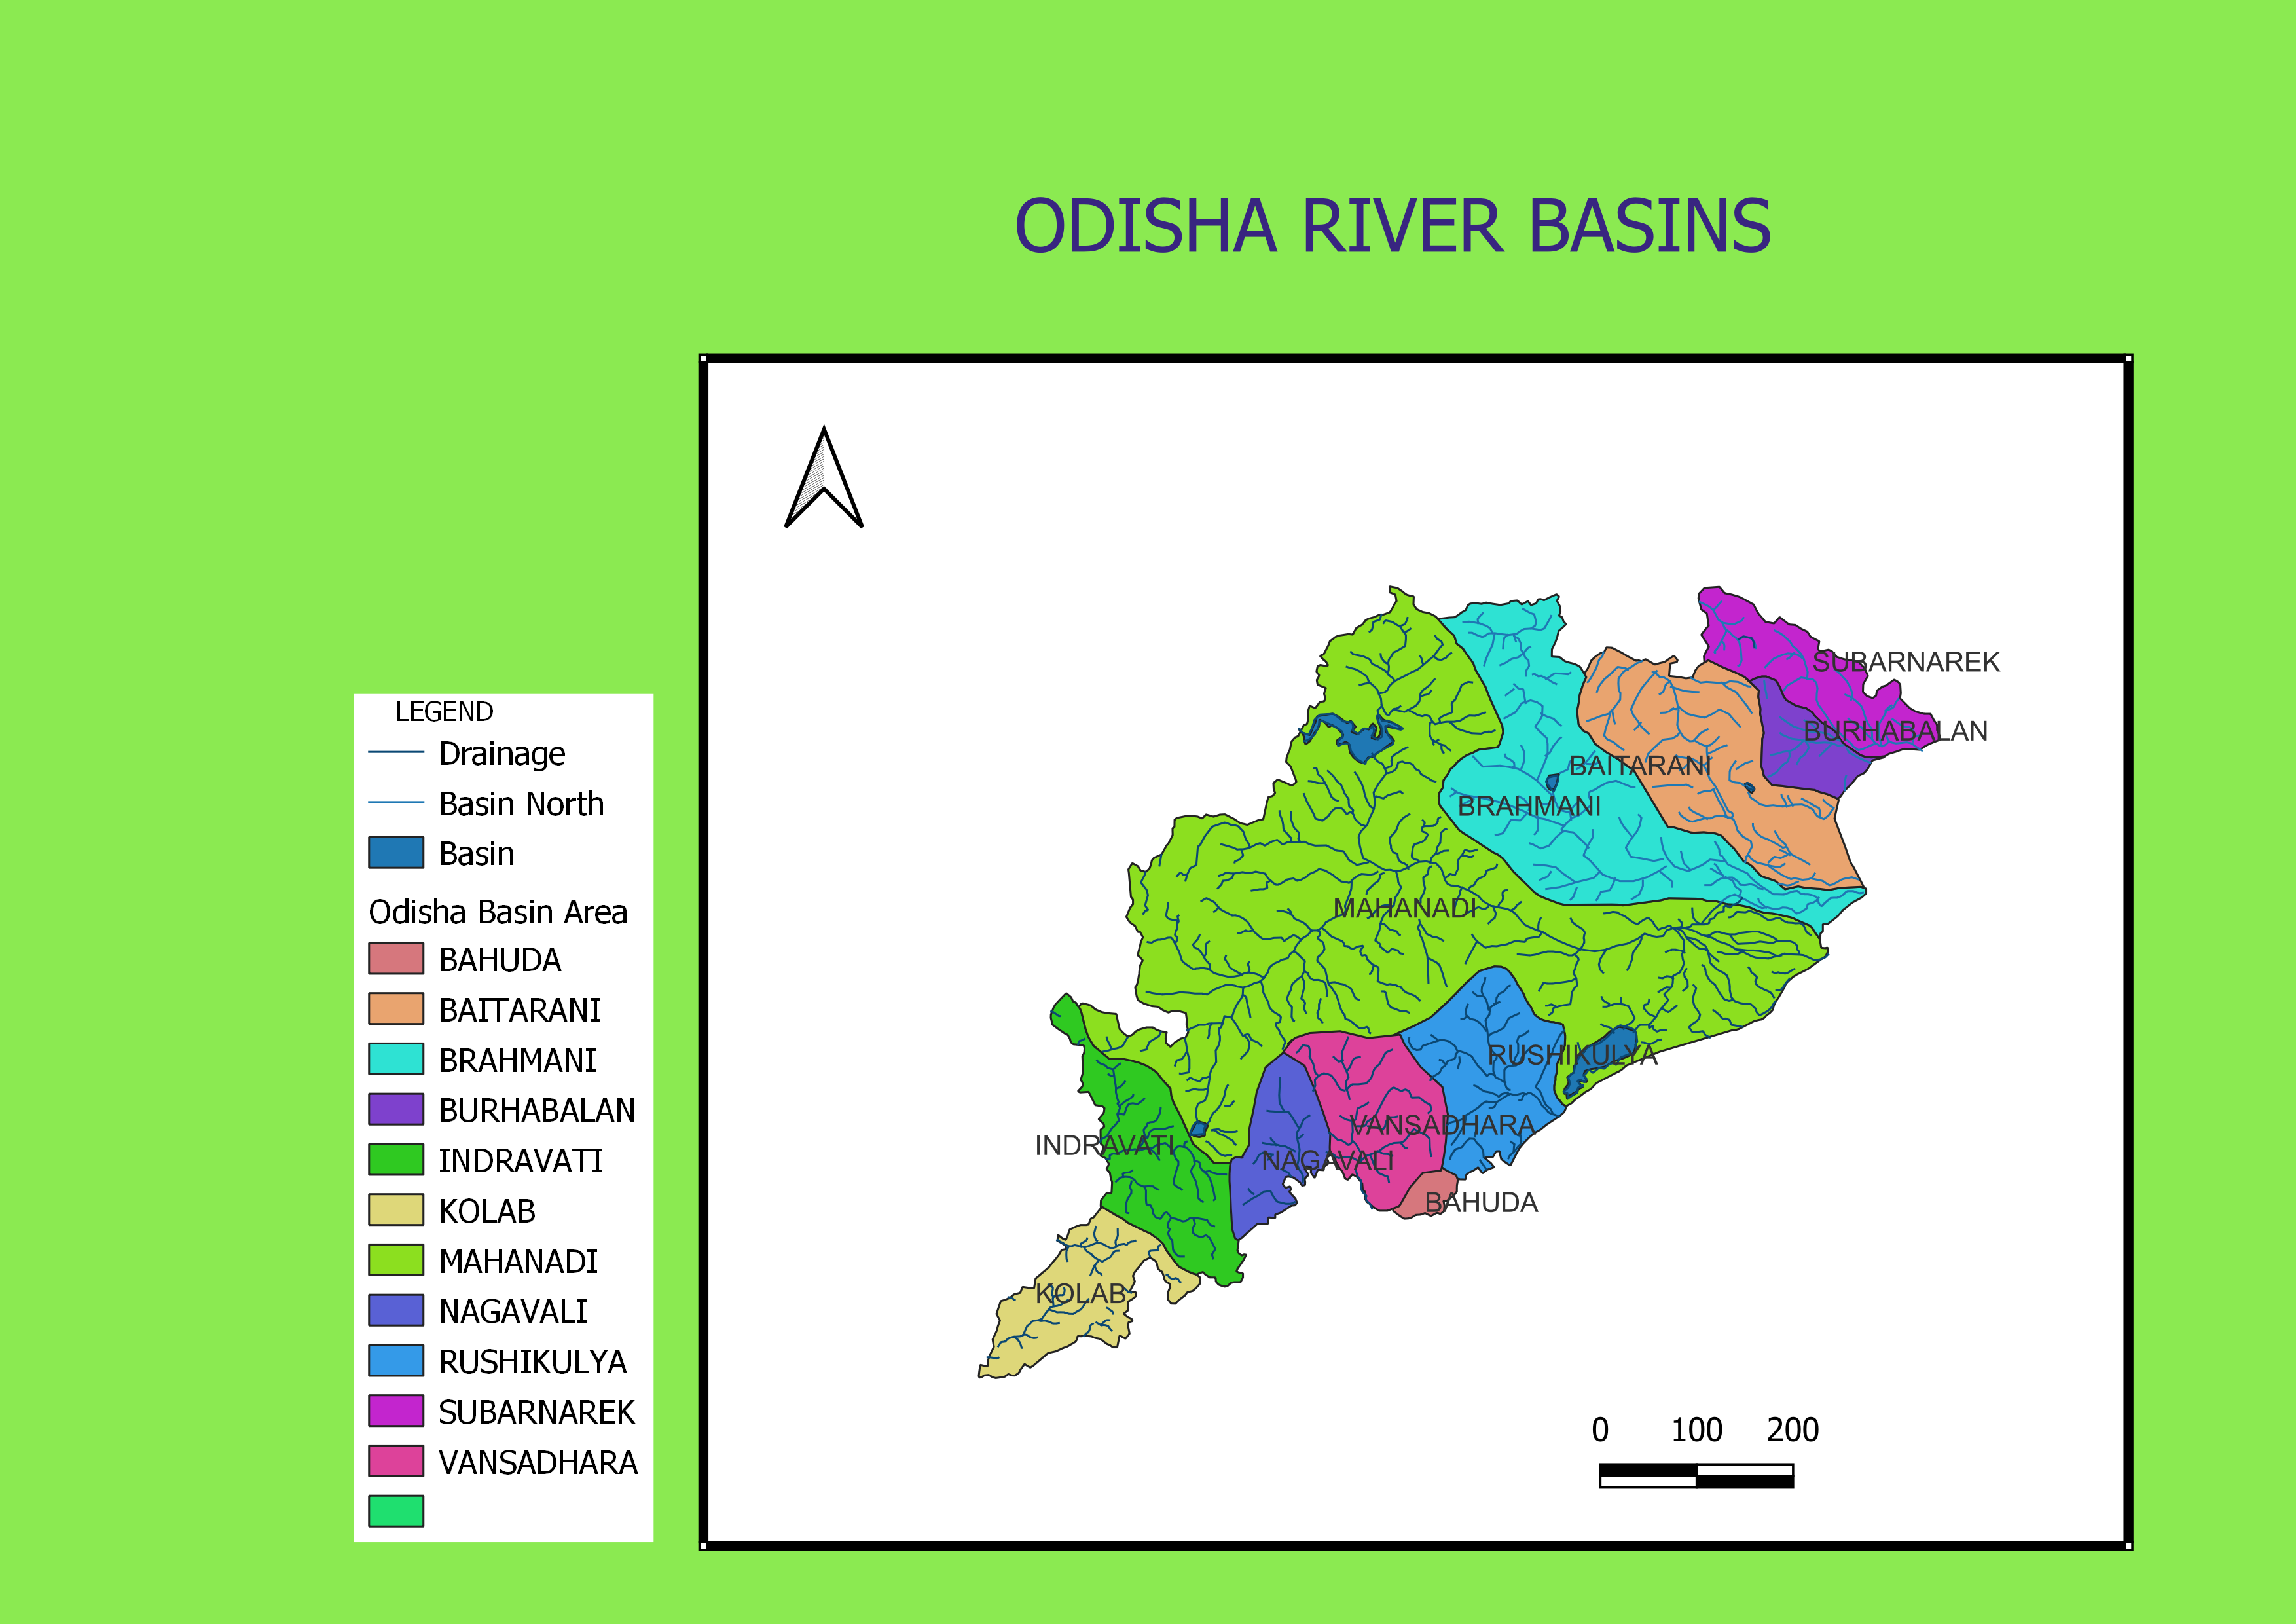 ODISHA RIVER BASINS
LEGEND
Drainage
Basin North
Basin
Odisha Basin Area
BAHUDA
BAITARANI
BRAHMANI
BURHABALAN
INDRAVATI
KOLAB
MAHANADI
NAGAVALI
RUSHIKULYA
SUBARNAREK
VANSADHARA
SUBARNAREK
BURHABALAN
BAITARANI
BRAHMANI
MAHANADI
RUSHIKULYA
VANSADHARA
INDRAVATI
NAGAVALI
BAHUDA
KOLAB
0 100 200